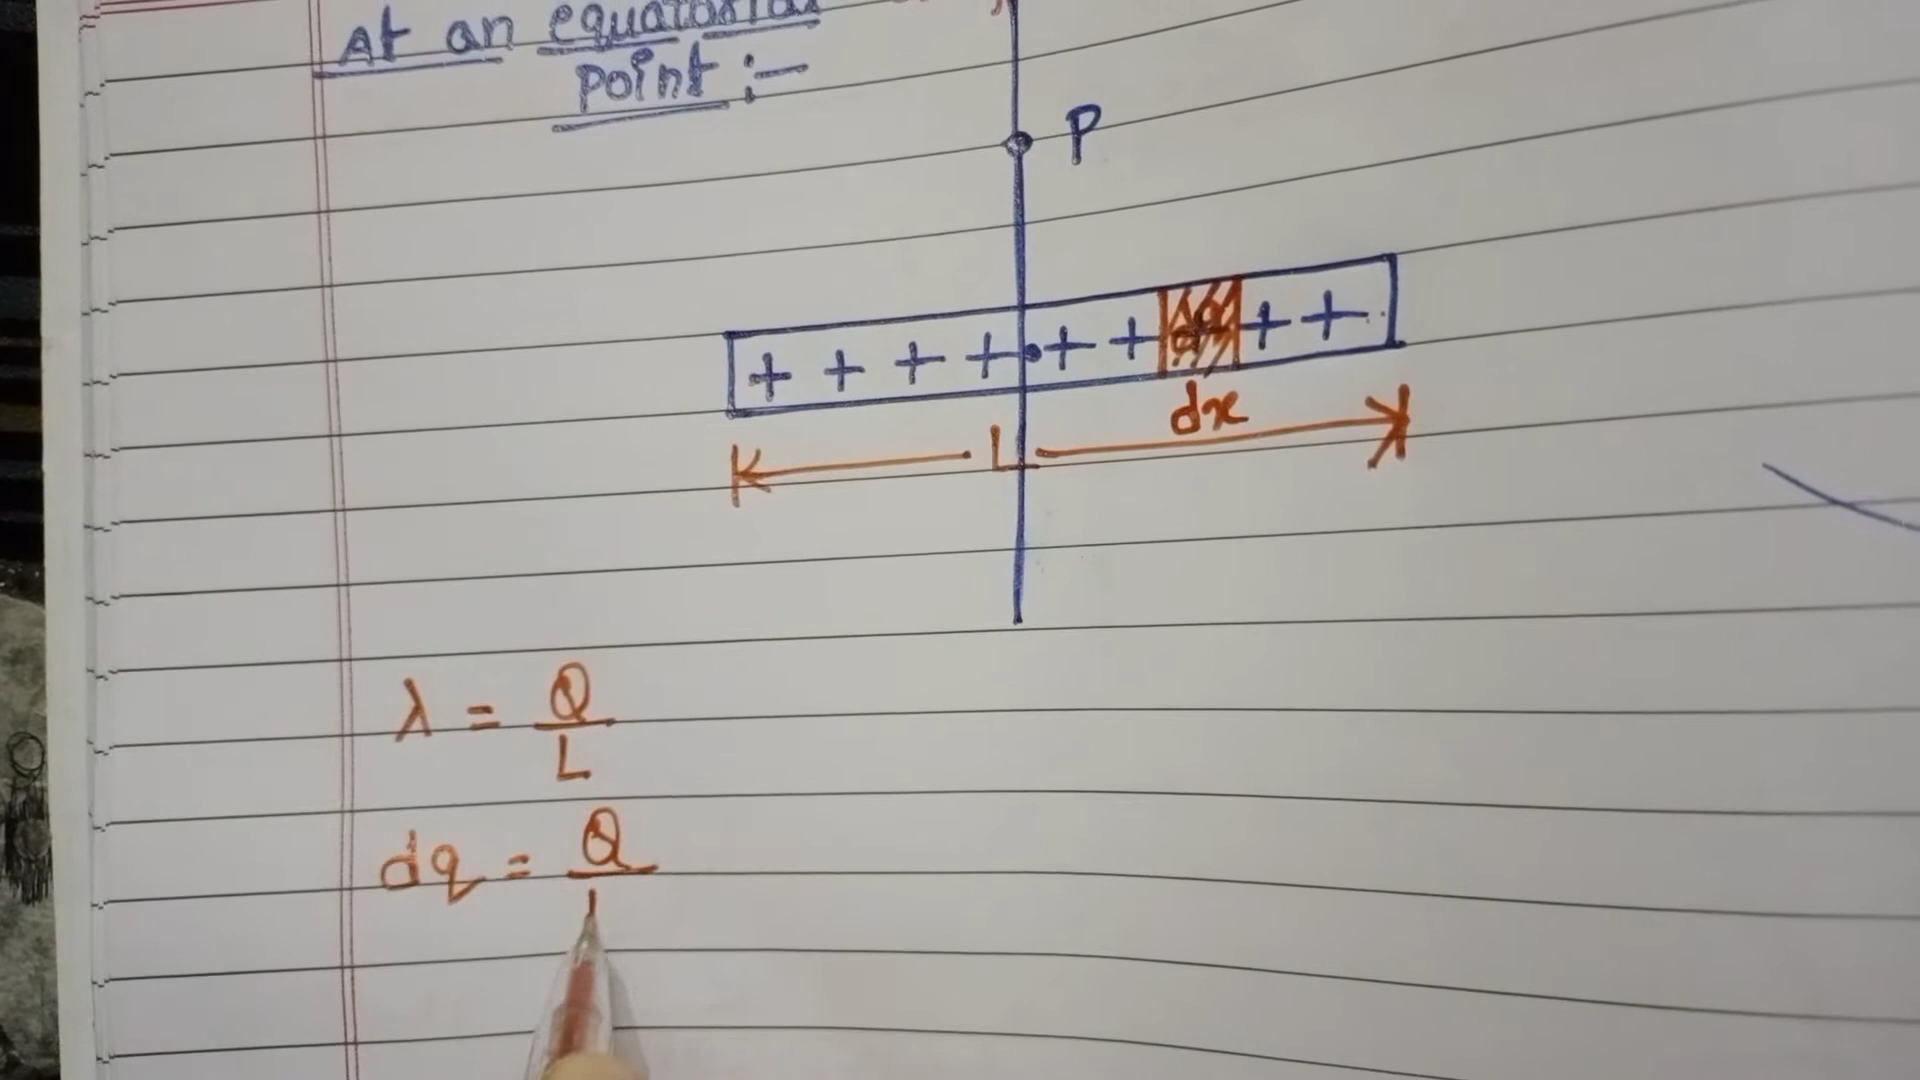 At an equatorial
point :-
P
+ + + + + + + + +
dx
L
λ = Q/L
dq = Q/